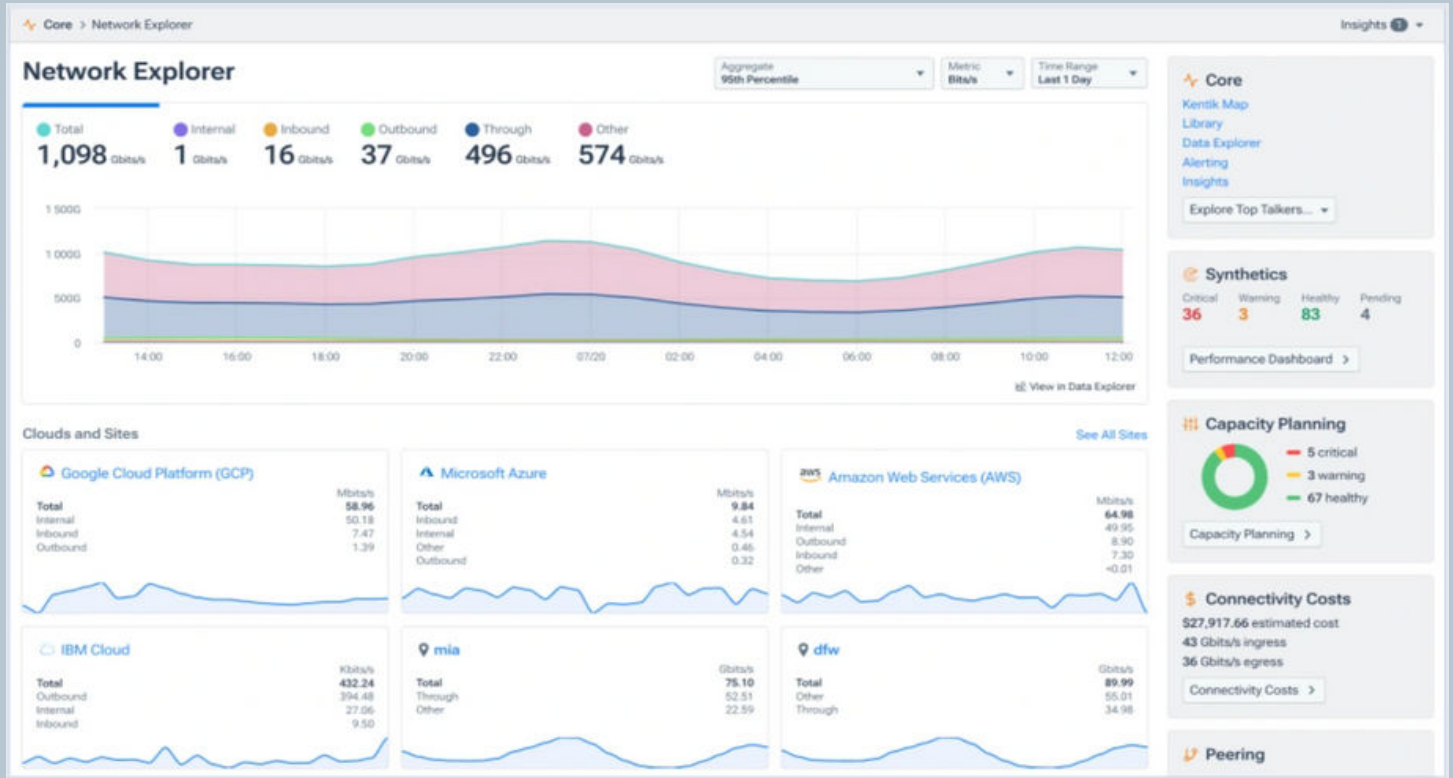 Core > Network Explorer
Insights 1
Network Explorer
Aggregate
95th Percentile
Metric
Bits/s
Time Range
Last 1 Day
Total
1,098 Gbits/s
Internal
1 Gbits/s
Inbound
16 Gbits/s
Outbound
37 Gbits/s
Through
496 Gbits/s
Other
574 Gbits/s
1 500G
1 000G
500G
0
14:00 16:00 18:00 20:00 22:00 07/20 02:00 04:00 06:00 08:00 10:00 12:00
View in Data Explorer
Clouds and Sites
See All Sites
Google Cloud Platform (GCP)
Mbits/s
Total 58.96
Internal 50.18
Inbound 7.47
Outbound 1.39
Microsoft Azure
Mbits/s
Total 9.84
Inbound 4.61
Internal 4.54
Other 0.46
Outbound 0.32
aws Amazon Web Services (AWS)
Mbits/s
Total 64.98
Internal 49.95
Outbound 8.90
Inbound 7.30
Other <0.01
IBM Cloud
Kbits/s
Total 432.24
Outbound 394.48
Internal 27.06
Inbound 9.50
mia
Gbits/s
Total 75.10
Through 52.51
Other 22.59
dfw
Gbits/s
Total 89.99
Other 55.01
Through 34.98
Core
Kentik Map
Library
Data Explorer
Alerting
Insights
Explore Top Talkers...
Synthetics
Critical Warning Healthy Pending
36 3 83 4
Performance Dashboard >
Capacity Planning
5 critical
3 warning
67 healthy
Capacity Planning >
$ Connectivity Costs
$27,917.66 estimated cost
43 Gbits/s ingress
36 Gbits/s egress
Connectivity Costs >
Peering